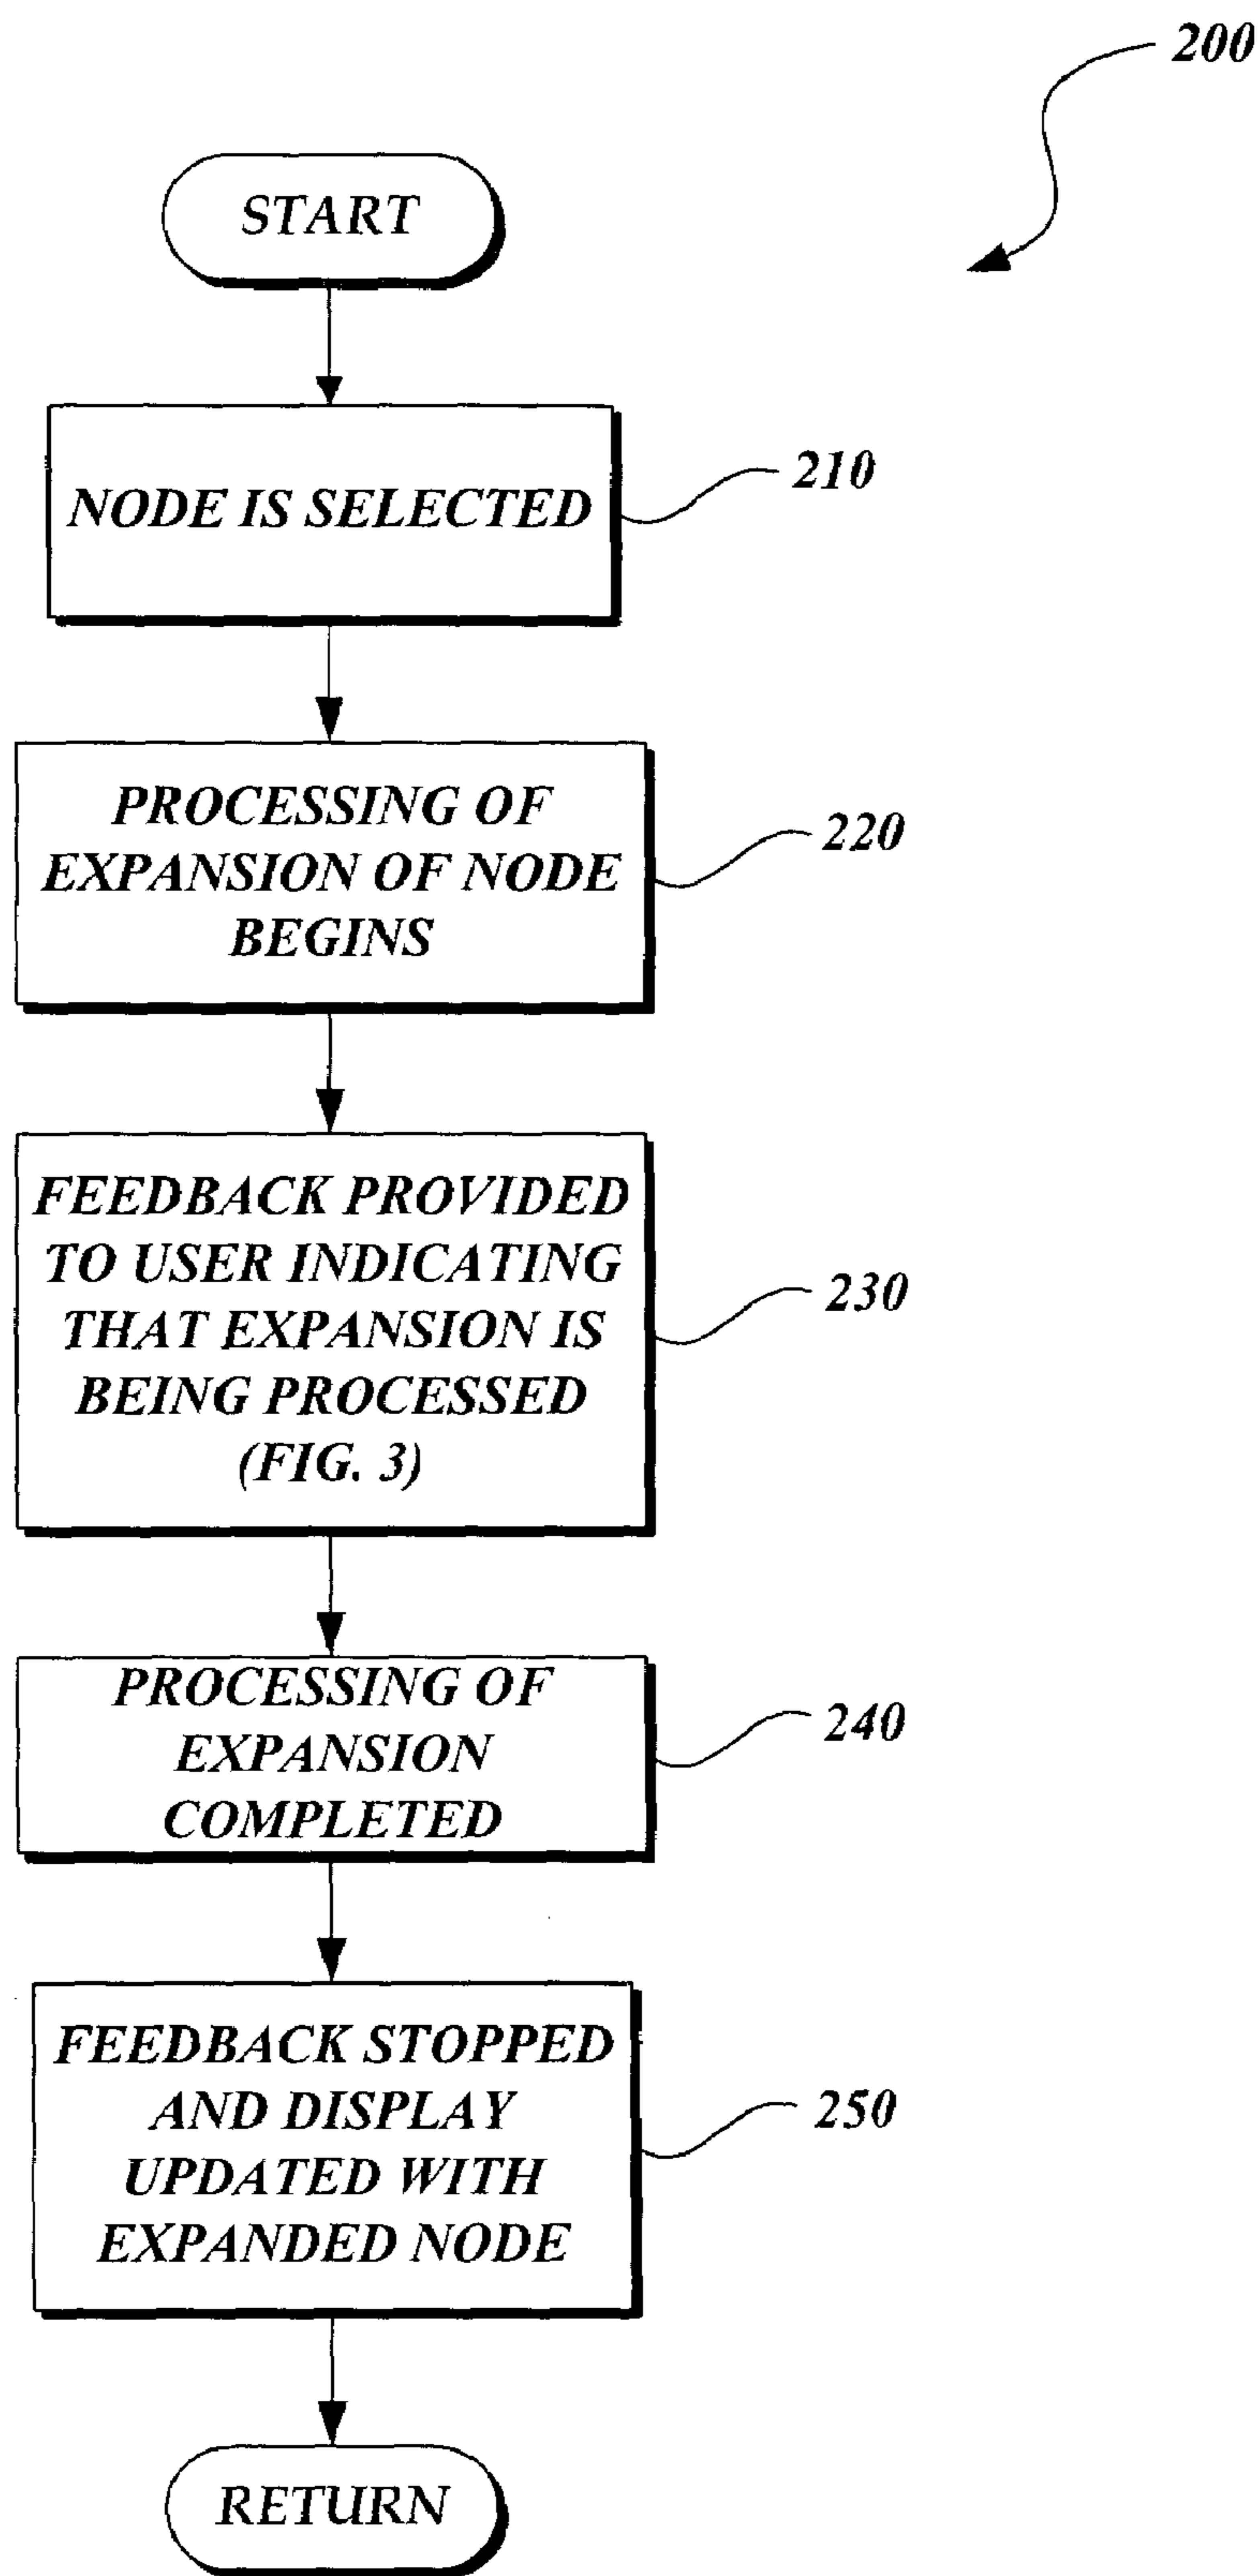 200
START
NODE IS SELECTED
210
PROCESSING OF
EXPANSION OF NODE
BEGINS
220
FEEDBACK PROVIDED
TO USER INDICATING
THAT EXPANSION IS
BEING PROCESSED
(FIG. 3)
230
PROCESSING OF
EXPANSION
COMPLETED
240
FEEDBACK STOPPED
AND DISPLAY
UPDATED WITH
EXPANDED NODE
250
RETURN